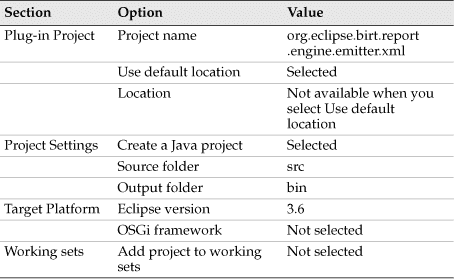 Section Option Value
Plug-in Project Project name org.eclipse.birt.report
.engine.emitter.xml
Use default location Selected
Location Not available when you
select Use default
location
Project Settings Create a Java project Selected
Source folder src
Output folder bin
Target Platform Eclipse version 3.6
OSGi framework Not selected
Working sets Add project to working Not selected
sets